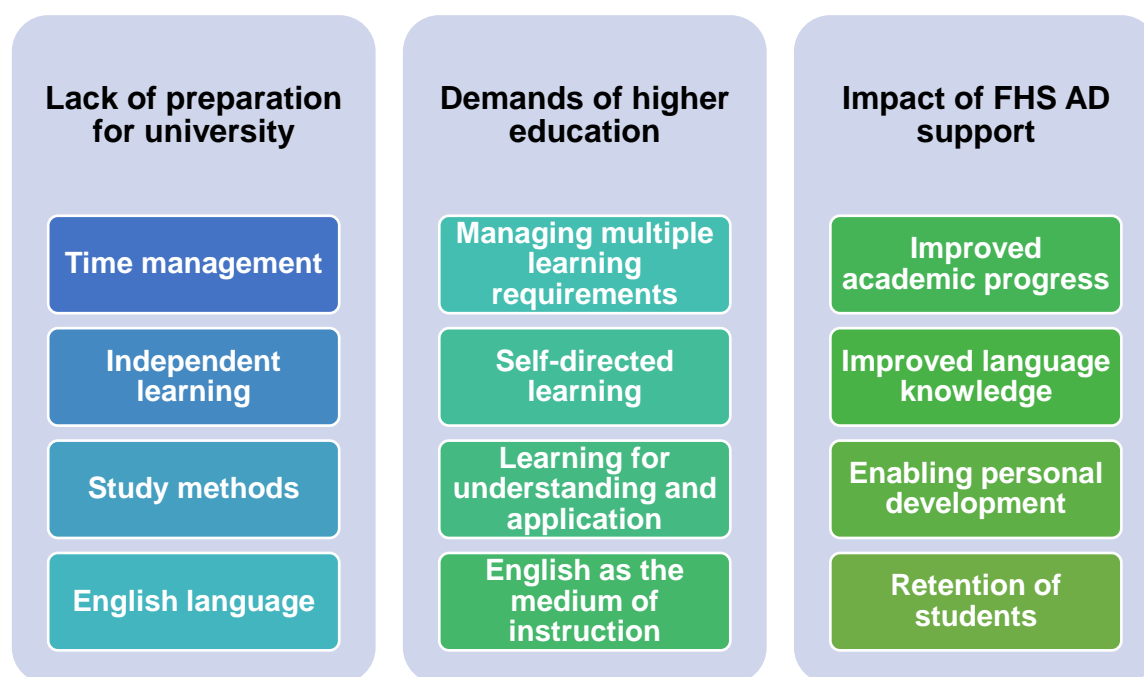 Lack of preparation
for university
Time management
Independent
learning
Study methods
English language
Demands of higher
education
Managing multiple
learning
requirements
Self-directed
learning
Learning for
understanding and
application
English as the
medium of
instruction
Impact of FHS AD
support
Improved
academic progress
Improved language
knowledge
Enabling personal
development
Retention of
students